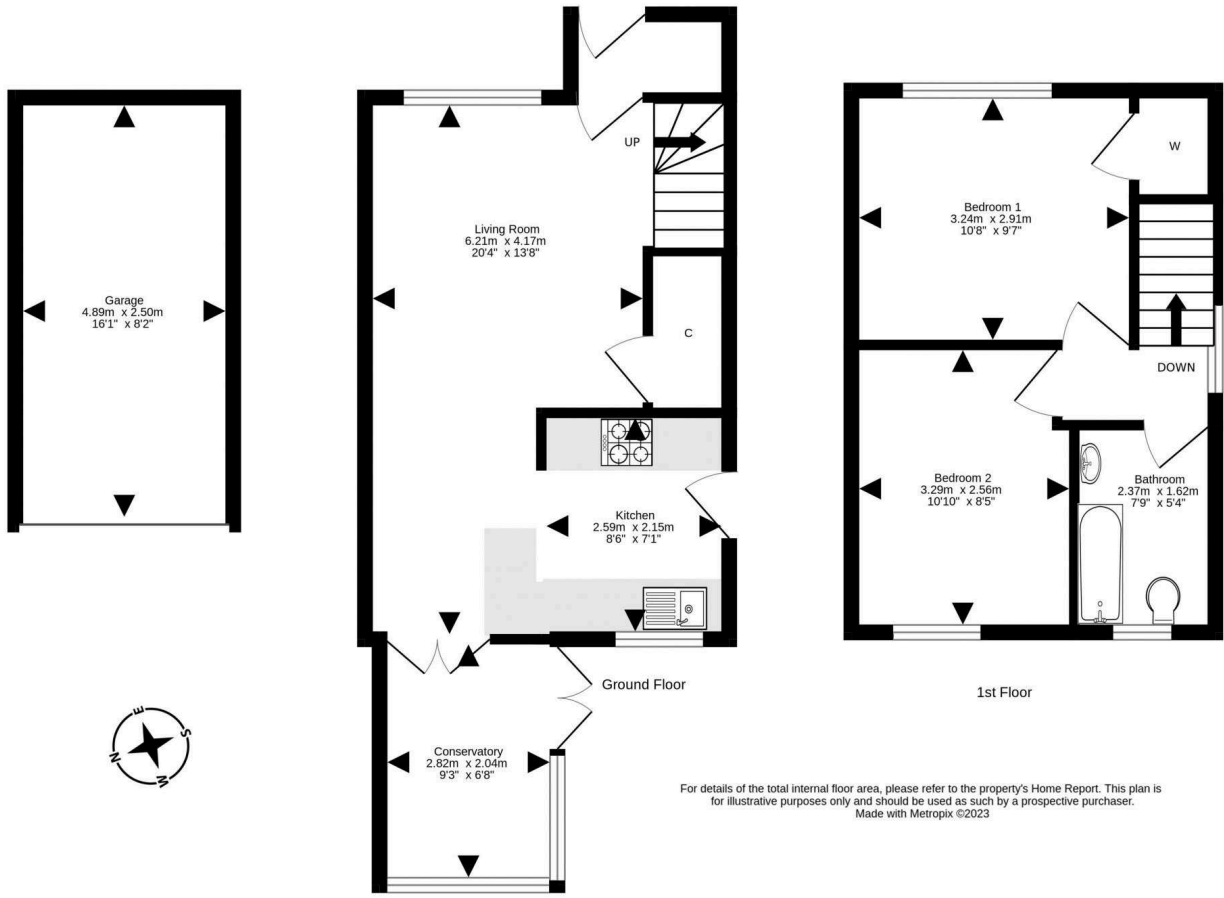 Garage
4.89m x 2.50m
16'1" x 8'2"
UP
Living Room
6.21m x 4.17m
20'4" x 13'8"
C
Kitchen
2.59m x 2.15m
8'6" x 7'1"
Conservatory
2.82m x 2.04m
9'3" x 6'8"
Ground Floor
W
Bedroom 1
3.24m x 2.91m
10'8" x 9'7"
DOWN
Bedroom 2
3.29m x 2.56m
10'10" x 8'5"
Bathroom
2.37m x 1.62m
7'9" x 5'4"
1st Floor
E
S
N
W
For details of the total internal floor area, please refer to the property's Home Report. This plan is
for illustrative purposes only and should be used as such by a prospective purchaser.
Made with Metropix ©2023